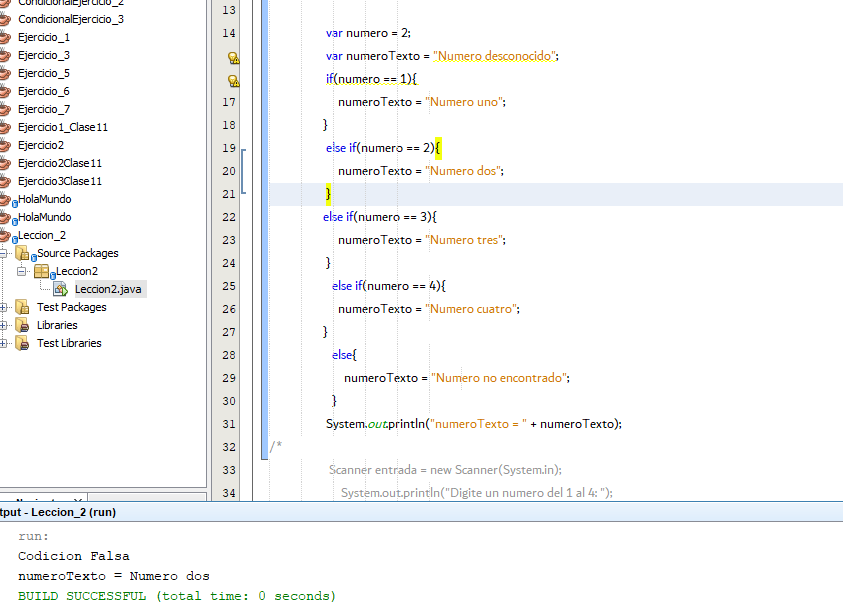 CondicionalEjercicio_2
CondicionalEjercicio_3
Ejercicio_1
Ejercicio_3
Ejercicio_5
Ejercicio_6
Ejercicio_7
Ejercicio1_Clase11
Ejercicio2
Ejercicio2Clase11
Ejercicio3Clase11
HolaMundo
HolaMundo
Leccion_2
Source Packages
Leccion2
Leccion2.java
Test Packages
Libraries
Test Libraries
13
14 var numero = 2;
var numeroTexto = "Numero desconocido";
if(numero == 1){
17 numeroTexto = "Numero uno";
18 }
19 else if(numero == 2){
20 numeroTexto = "Numero dos";
21 }
22 else if(numero == 3){
23 numeroTexto = "Numero tres";
24 }
25 else if(numero == 4){
26 numeroTexto = "Numero cuatro";
27 }
28 else{
29 numeroTexto = "Numero no encontrado";
30 }
31 System.out.println("numeroTexto = " + numeroTexto);
32 /*
33 Scanner entrada = new Scanner(System.in);
34 System.out.println("Digite un numero del 1 al 4: ");
tput - Leccion_2 (run)
run:
Codicion Falsa
numeroTexto = Numero dos
BUILD SUCCESSFUL (total time: 0 seconds)